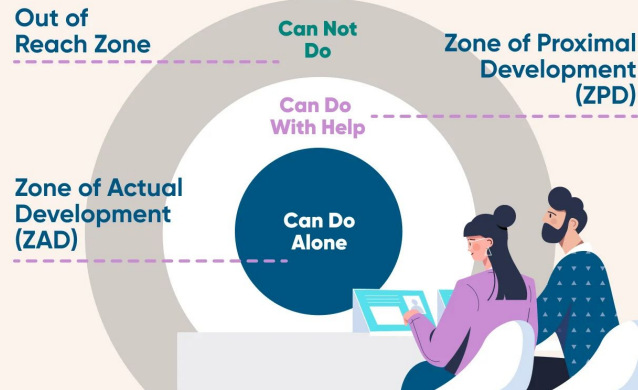 Out of
Reach Zone
Can Not
Do
Zone of Proximal
Development
(ZPD)
Can Do
With Help
Zone of Actual
Development
(ZAD)
Can Do
Alone